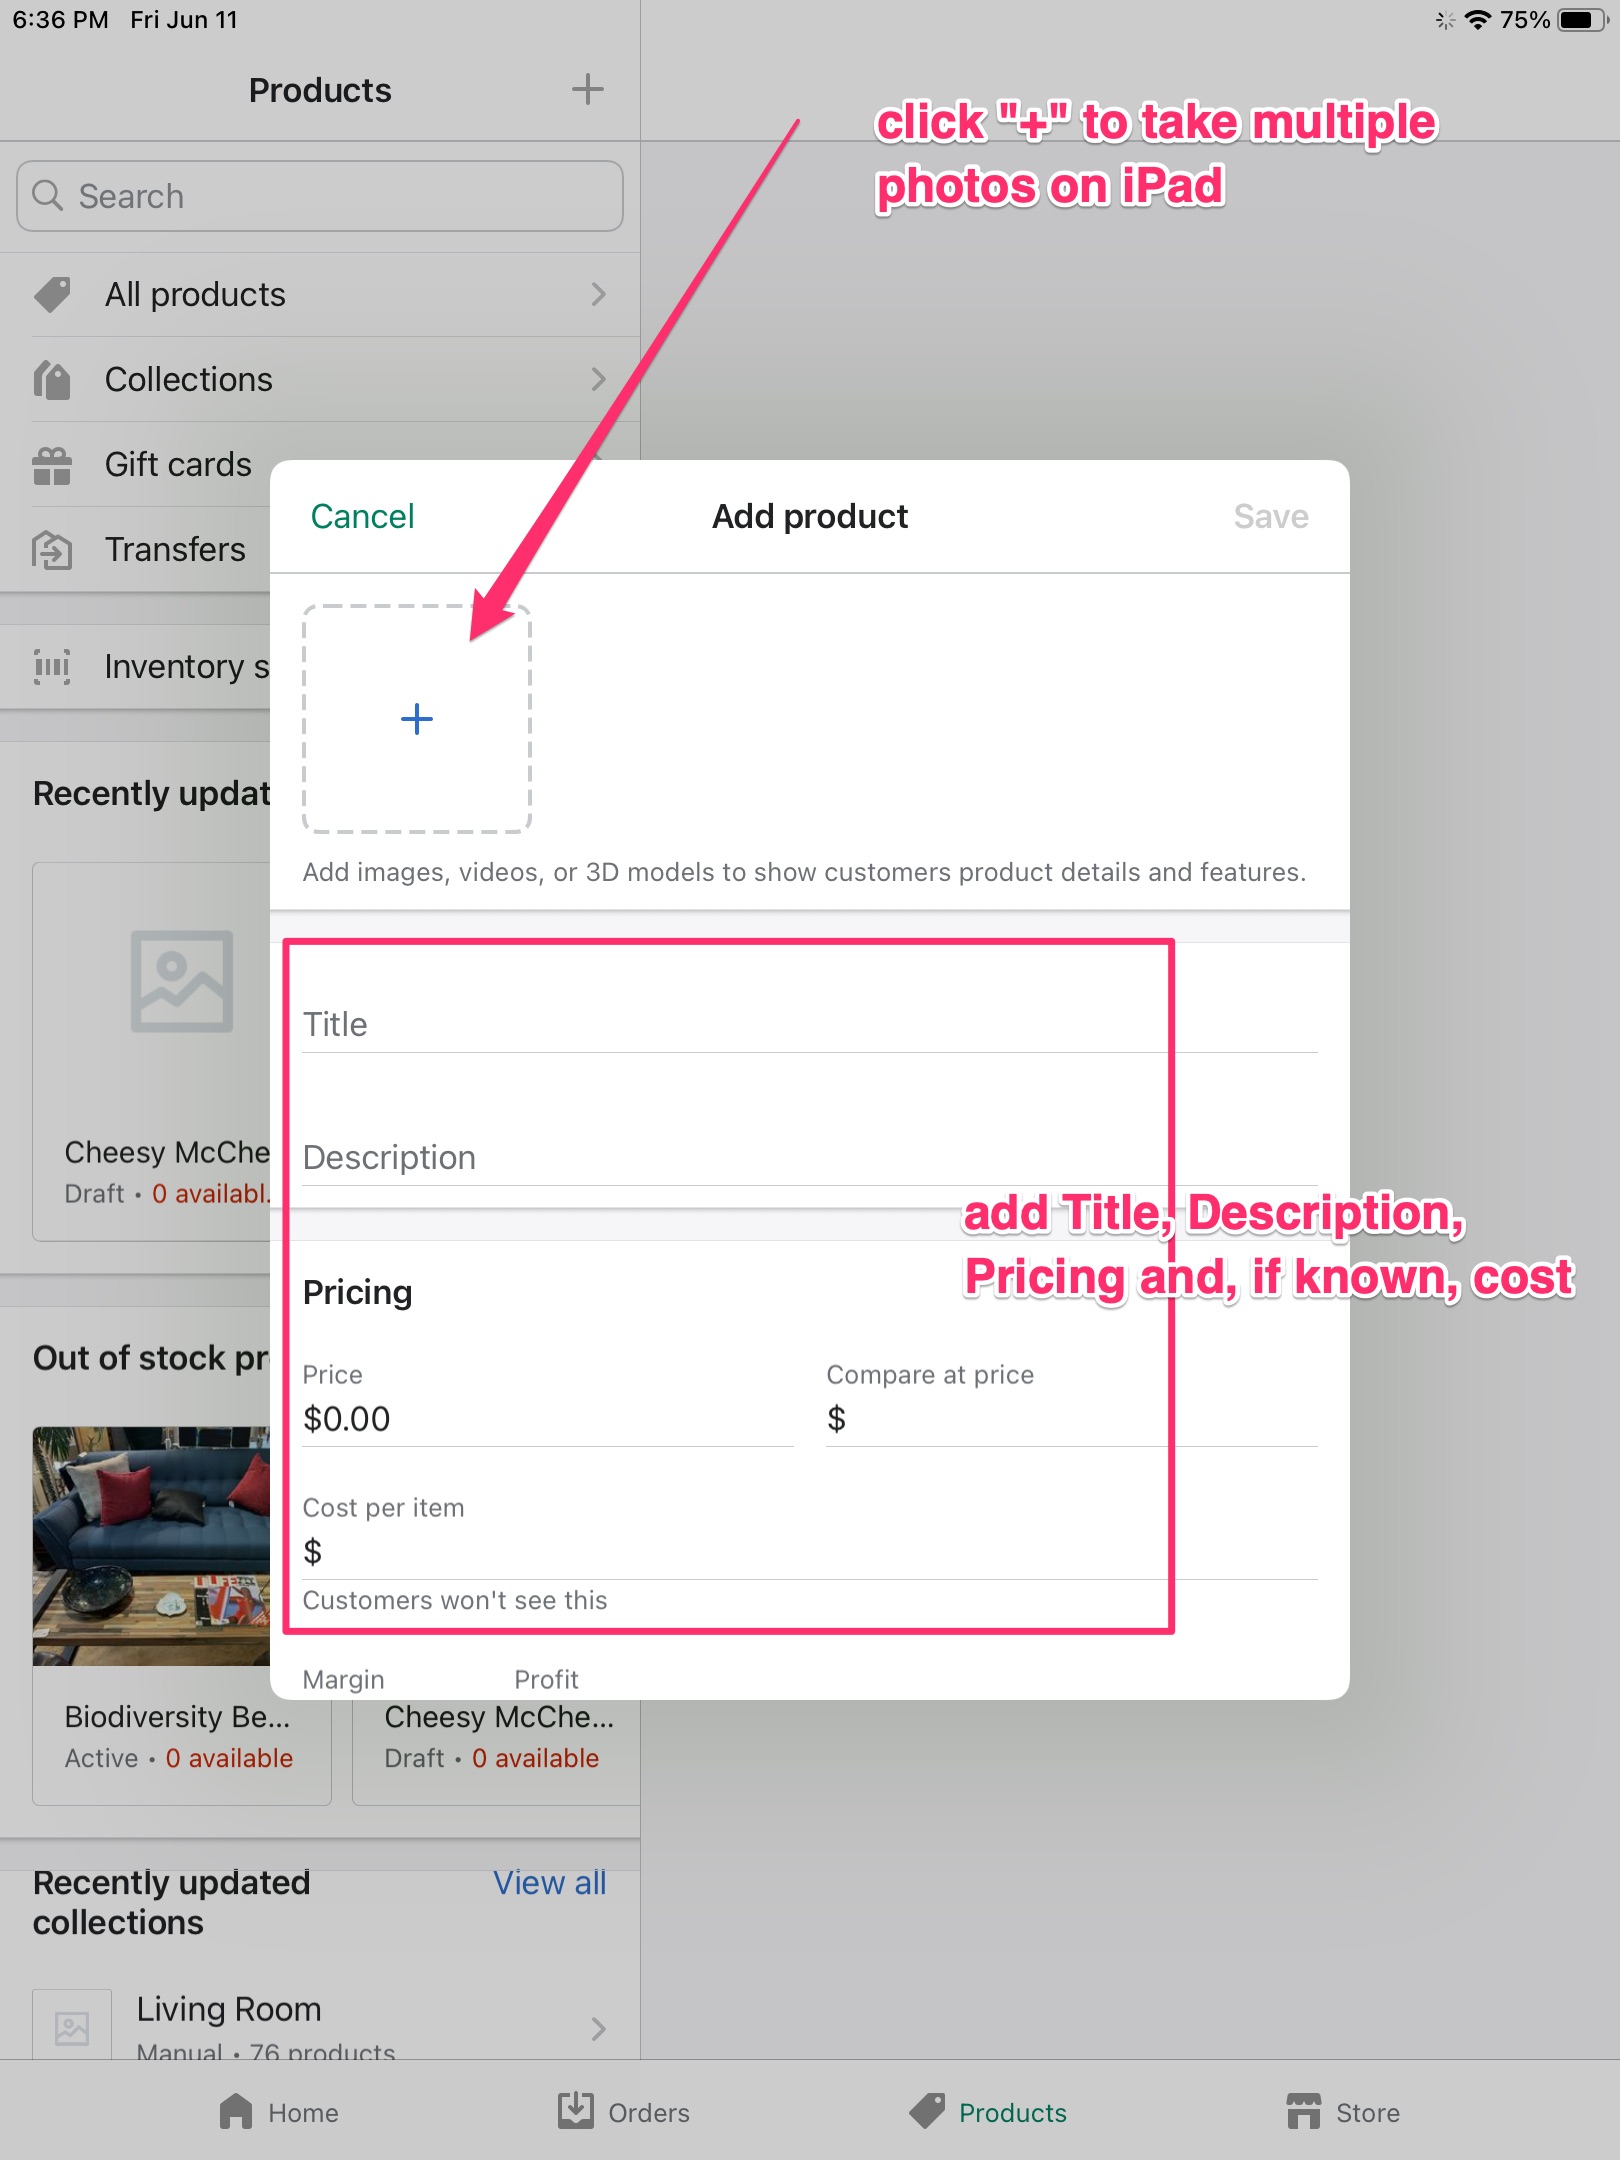 6:36 PM Fri Jun 11
75%
Products
click "+" to take multiple
photos on iPad
Search
All products
Collections
Gift cards
Transfers
Inventory s
Recently updat
Cheesy McChe
Draft • 0 availabl.
Out of stock pr
Cancel
Add product
Save
Add images, videos, or 3D models to show customers product details and features.
Title
Description
add Title, Description,
Pricing and, if known, cost
Pricing
Price
Compare at price
$0.00
$
Cost per item
$
Customers won't see this
Margin
Profit
Biodiversity Be...
Active • 0 available
Cheesy McChe...
Draft • 0 available
Recently updated
collections
View all
Living Room
Manual • 76 products
Home
Orders
Products
Store